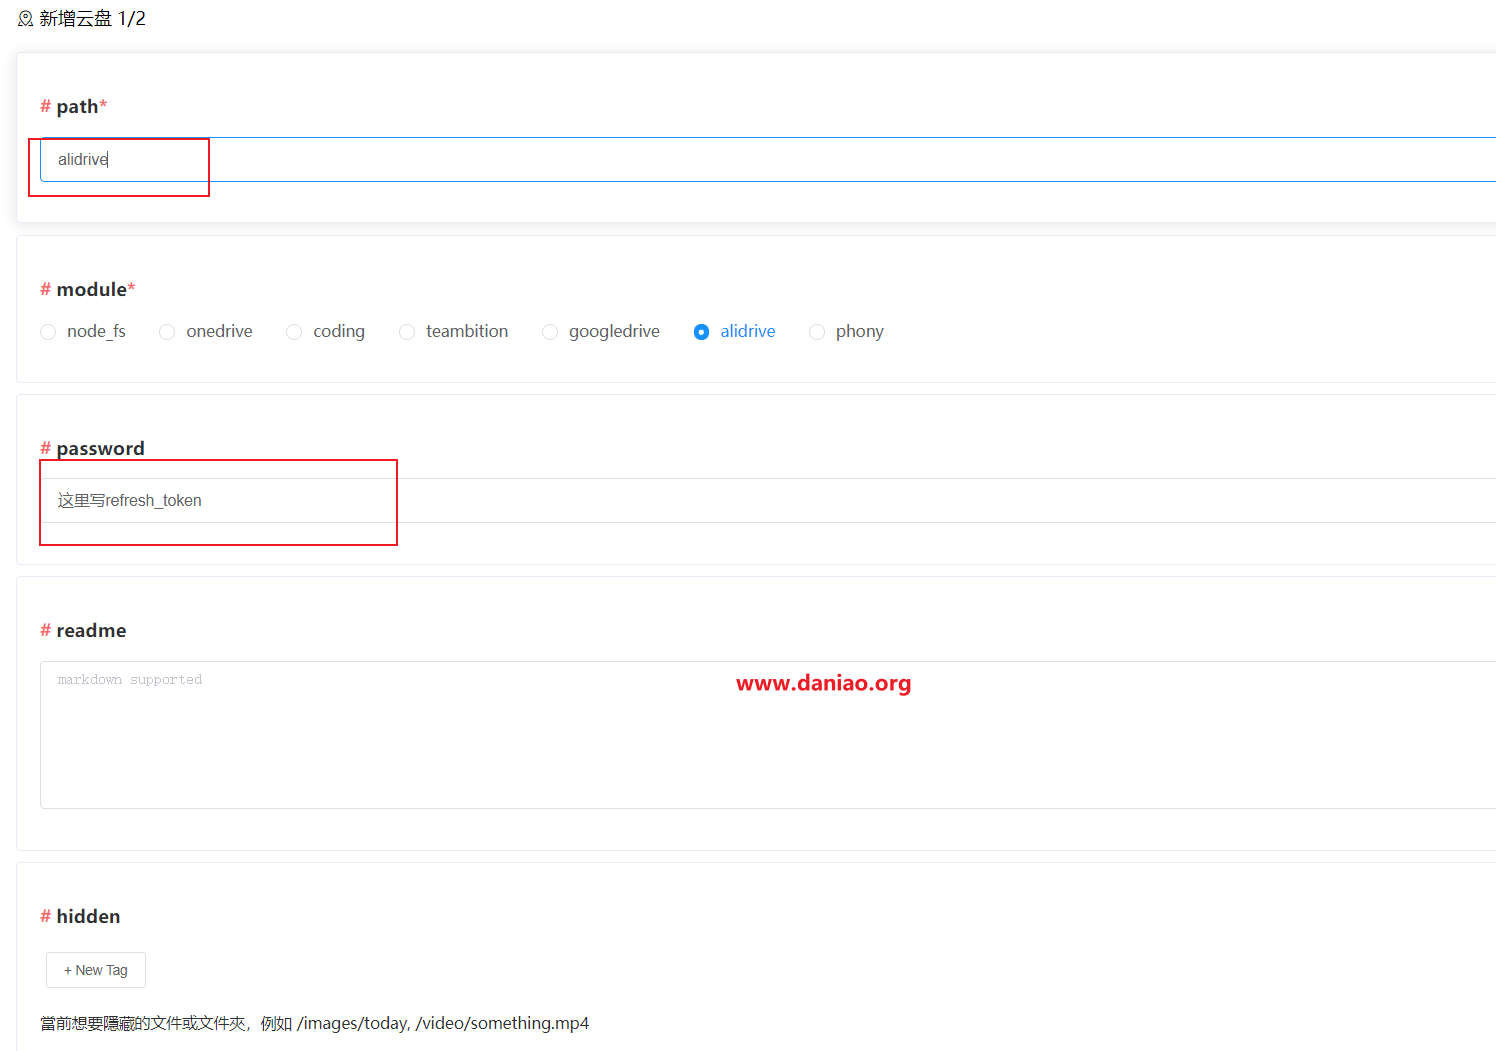 新增云盘 1/2
# path*
alidrive
# module*
node_fs onedrive coding teambition googledrive alidrive phony
# password
这里写refresh_token
# readme
markdown supported
www.daniao.org
# hidden
+ New Tag
當前想要隱藏的文件或文件夾，例如 /images/today, /video/something.mp4